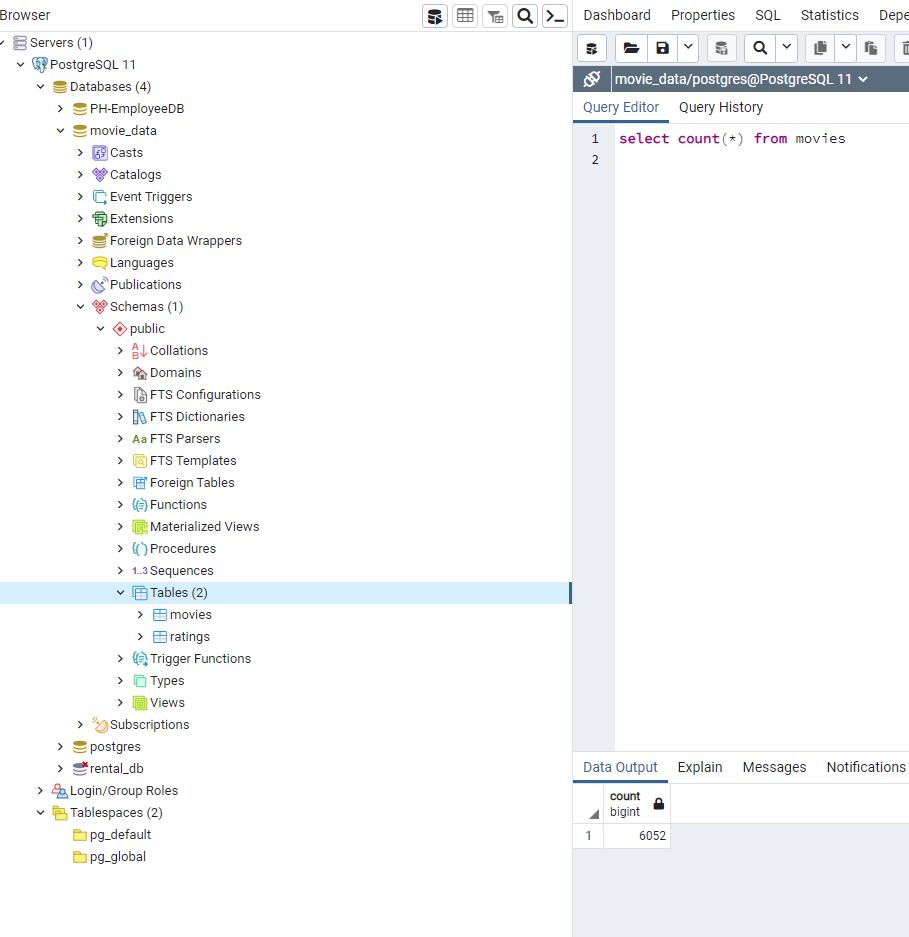 Browser
Servers (1)
PostgreSQL 11
Databases (4)
PH-EmployeeDB
movie_data
Casts
Catalogs
Event Triggers
Extensions
Foreign Data Wrappers
Languages
Publications
Schemas (1)
public
Collations
Domains
FTS Configurations
FTS Dictionaries
Aa FTS Parsers
FTS Templates
Foreign Tables
Functions
Materialized Views
Procedures
1..3 Sequences
Tables (2)
movies
ratings
Trigger Functions
Types
Views
Subscriptions
postgres
rental_db
Login/Group Roles
Tablespaces (2)
pg_default
pg_global
Dashboard Properties SQL Statistics Depe
movie_data/postgres@PostgreSQL 11
Query Editor Query History
1 select count(*) from movies
2
Data Output Explain Messages Notifications
count
bigint
1 6052